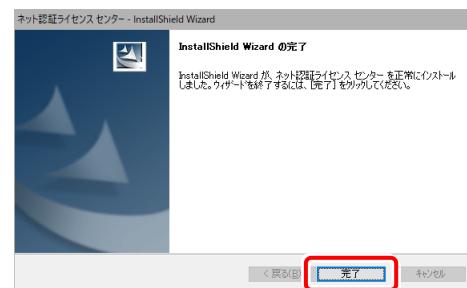 ネット認証ライセンス センター - InstallShield Wizard
InstallShield Wizard の完了
InstallShield Wizard が、ネット認証ライセンス センター を正常にインストール
しました。ウィザードを終了するには、[完了] をクリックしてください。
< 戻る(B)
完了
キャンセル